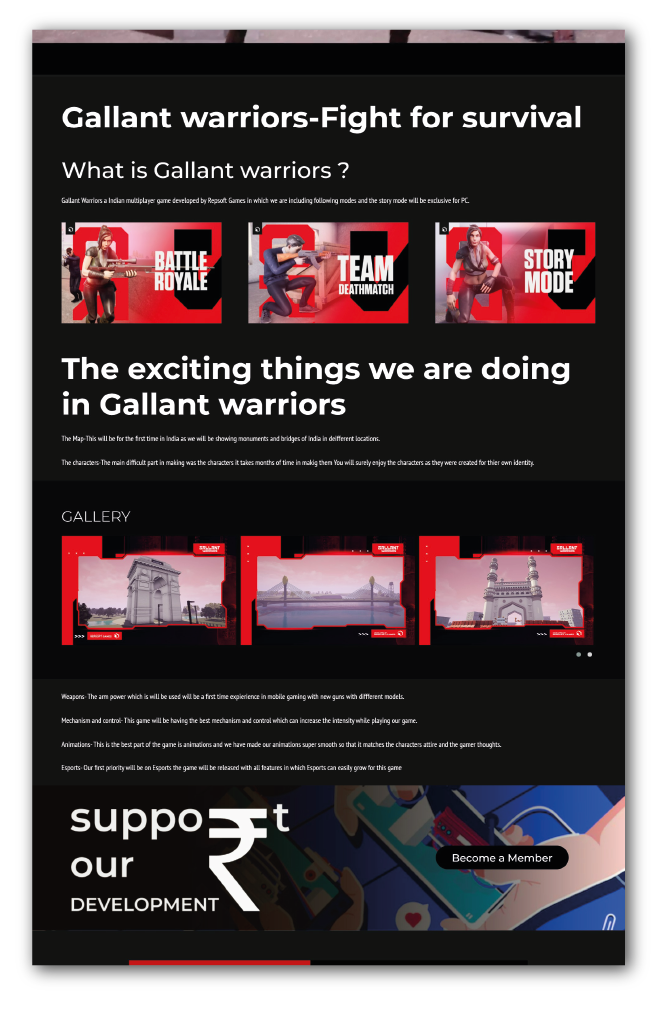 Gallant warriors-Fight for survival
What is Gallant warriors ?
Gallant Warriors a Indian multiplayer game developed by Repsoft Games in which we are including following modes and the story mode will be exclusive for PC.
BATTLE
ROYALE
TEAM
DEATHMATCH
STORY
MODE
The exciting things we are doing
in Gallant warriors
The Map-This will be for the first time in India as we will be showing monuments and bridges of India in deifferent locations.
The characters-The main difficult part in making was the characters it takes months of time in makig them You will surely enjoy the characters as they were created for thier own identity.
GALLERY
GALLANT
GALLANT
GALLANT
>>>
>>>
>>>
Weapons- The arm power which is will be used will be a first time expierience in mobile gaming with new guns with diffferent models.
Mechanism and control- This game will be having the best mechanism and control which can increase the intensity while playing our game.
Animations- This is the best part of the game is animations and we have made our animations super smooth so that it matches the characters attire and the gamer thoughts.
Esports- Our first priority will be on Esports the game will be released with all features in which Esports can easily grow for this game
suppo₹t
our
DEVELOPMENT
Become a Member